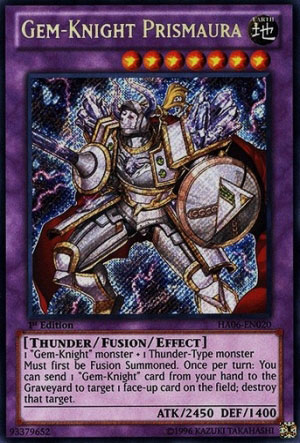 GEM-KNIGHT PRISMAURA
EARTH
地
1st Edition
HA06-EN020
[THUNDER/FUSION/EFFECT]
1 "Gem-Knight" monster + 1 Thunder-Type monster
Must first be Fusion Summoned. Once per turn: You
can send 1 "Gem-Knight" card from your hand to the
Graveyard to target 1 face-up card on the field; destroy
that target.
ATK/2450 DEF/1400
93379652
©1996 KAZUKI TAKAHASHI